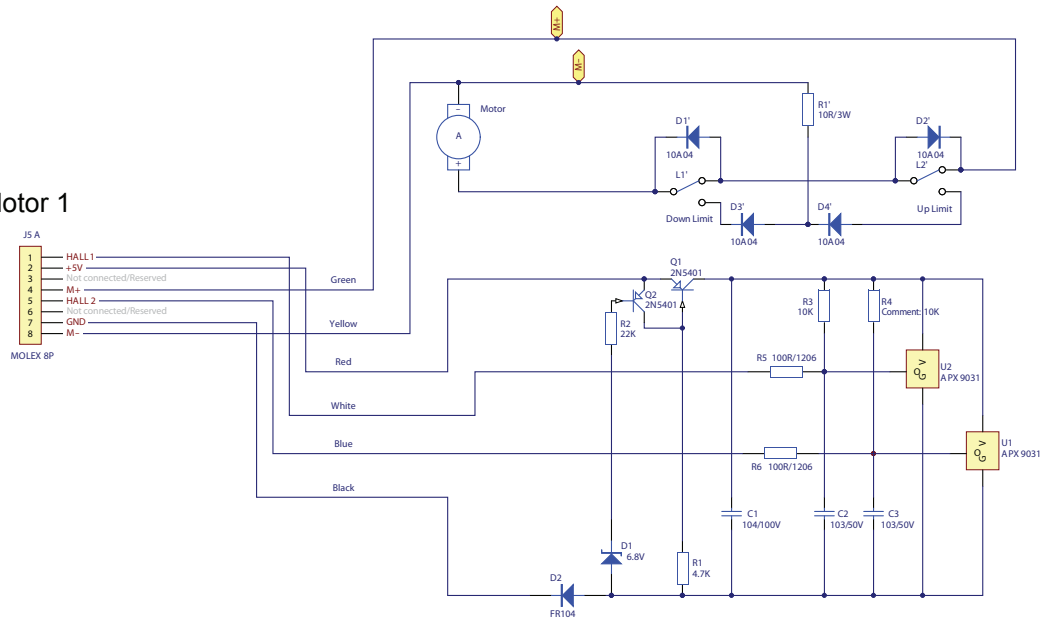 M+
M-
Motor
A
-
+
R1'
10R/3W
D1'
10A04
D2'
10A04
L1'
L2'
Down Limit
Up Limit
D3'
10A04
D4'
10A04
otor 1
J5 A
1 HALL 1
2 +5V
3 Not connected/Reserved
4 M+
5 HALL 2
6 Not connected/Reserved
7 GND
8 M-
MOLEX 8P
Green
Yellow
Red
White
Blue
Black
Q1
2N5401
Q2
2N5401
R2
22K
R3
10K
R4
Comment: 10K
R5 100R/1206
U2
APX 9031
V
O
G
R6 100R/1206
U1
APX 9031
V
O
G
C1
104/100V
C2
103/50V
C3
103/50V
D1
6.8V
R1
4.7K
D2
FR104